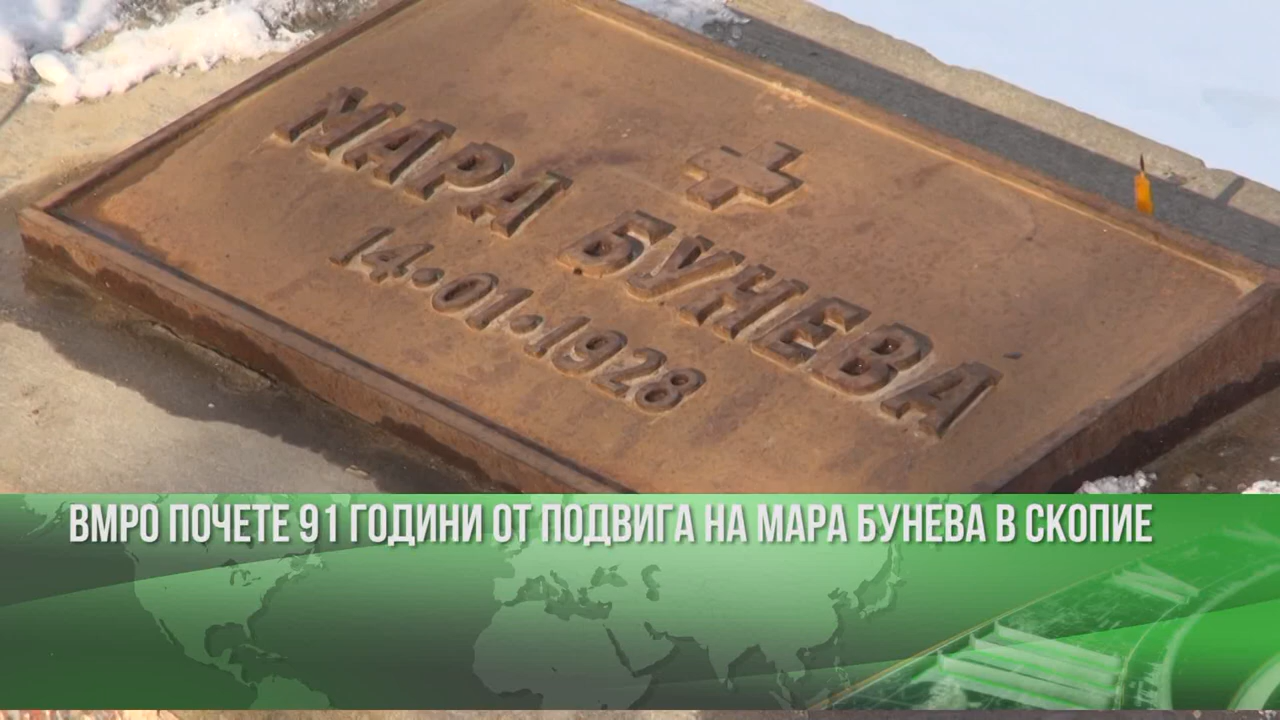 МАРА БУНЕВА
14•01•1928
ВМРО ПОЧЕТЕ 91 ГОДИНИ ОТ ПОДВИГА НА МАРА БУНЕВА В СКОПИЕ